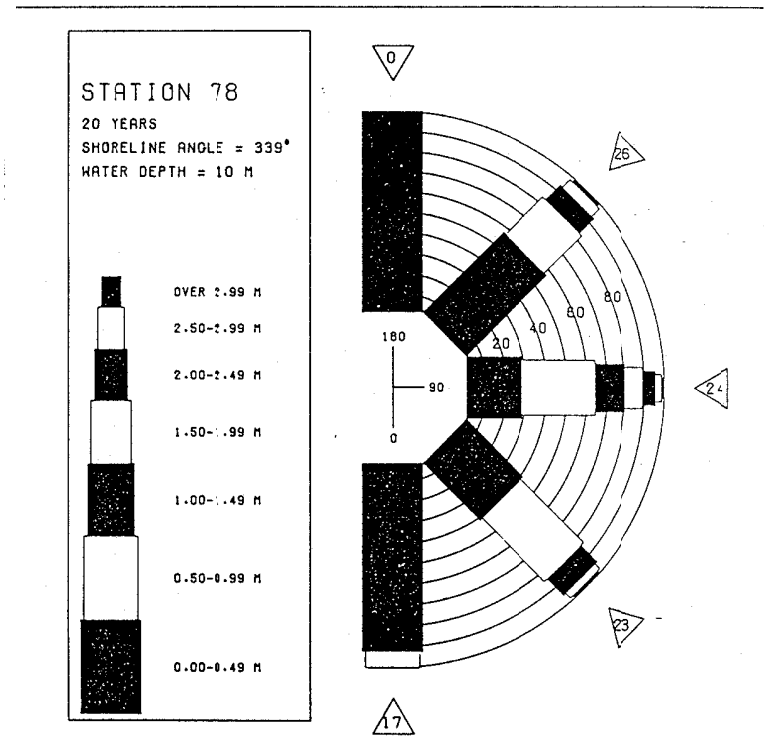 STATION 78
20 YEARS
SHORELINE ANGLE = 339°
WATER DEPTH = 10 M
OVER 2.99 M
2.50-2.99 M
2.00-2.49 M
1.50-1.99 M
1.00-1.49 M
0.50-0.99 M
0.00-0.49 M
0
26
180
90
0
20
40
60
80
24
23
17